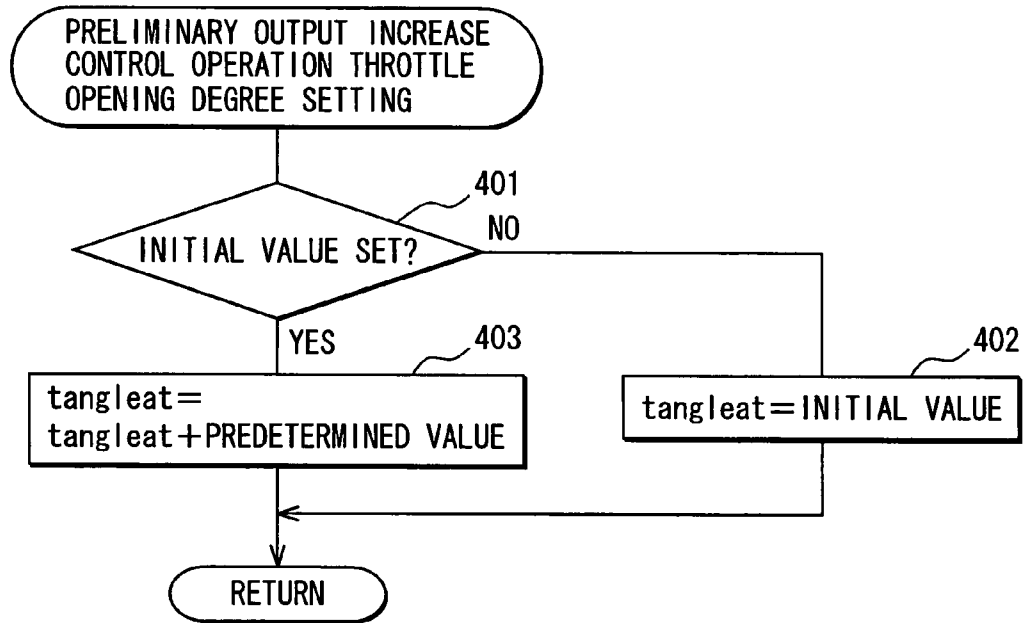 PRELIMINARY OUTPUT INCREASE
CONTROL OPERATION THROTTLE
OPENING DEGREE SETTING
401
INITIAL VALUE SET?
NO
YES
403
tangleat=
tangleat+PREDETERMINED VALUE
402
tangleat=INITIAL VALUE
RETURN